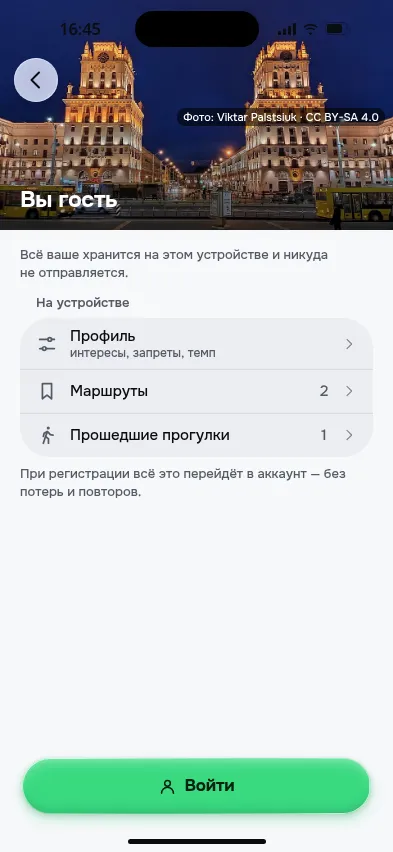 16:45
Фото: Viktar Palstsiuk · CC BY-SA 4.0
Вы гость
Всё ваше хранится на этом устройстве и никуда
не отправляется.
На устройстве
Профиль
интересы, запреты, темп
Маршруты 2
Прошедшие прогулки 1
При регистрации всё это перейдёт в аккаунт — без
потерь и повторов.
Войти